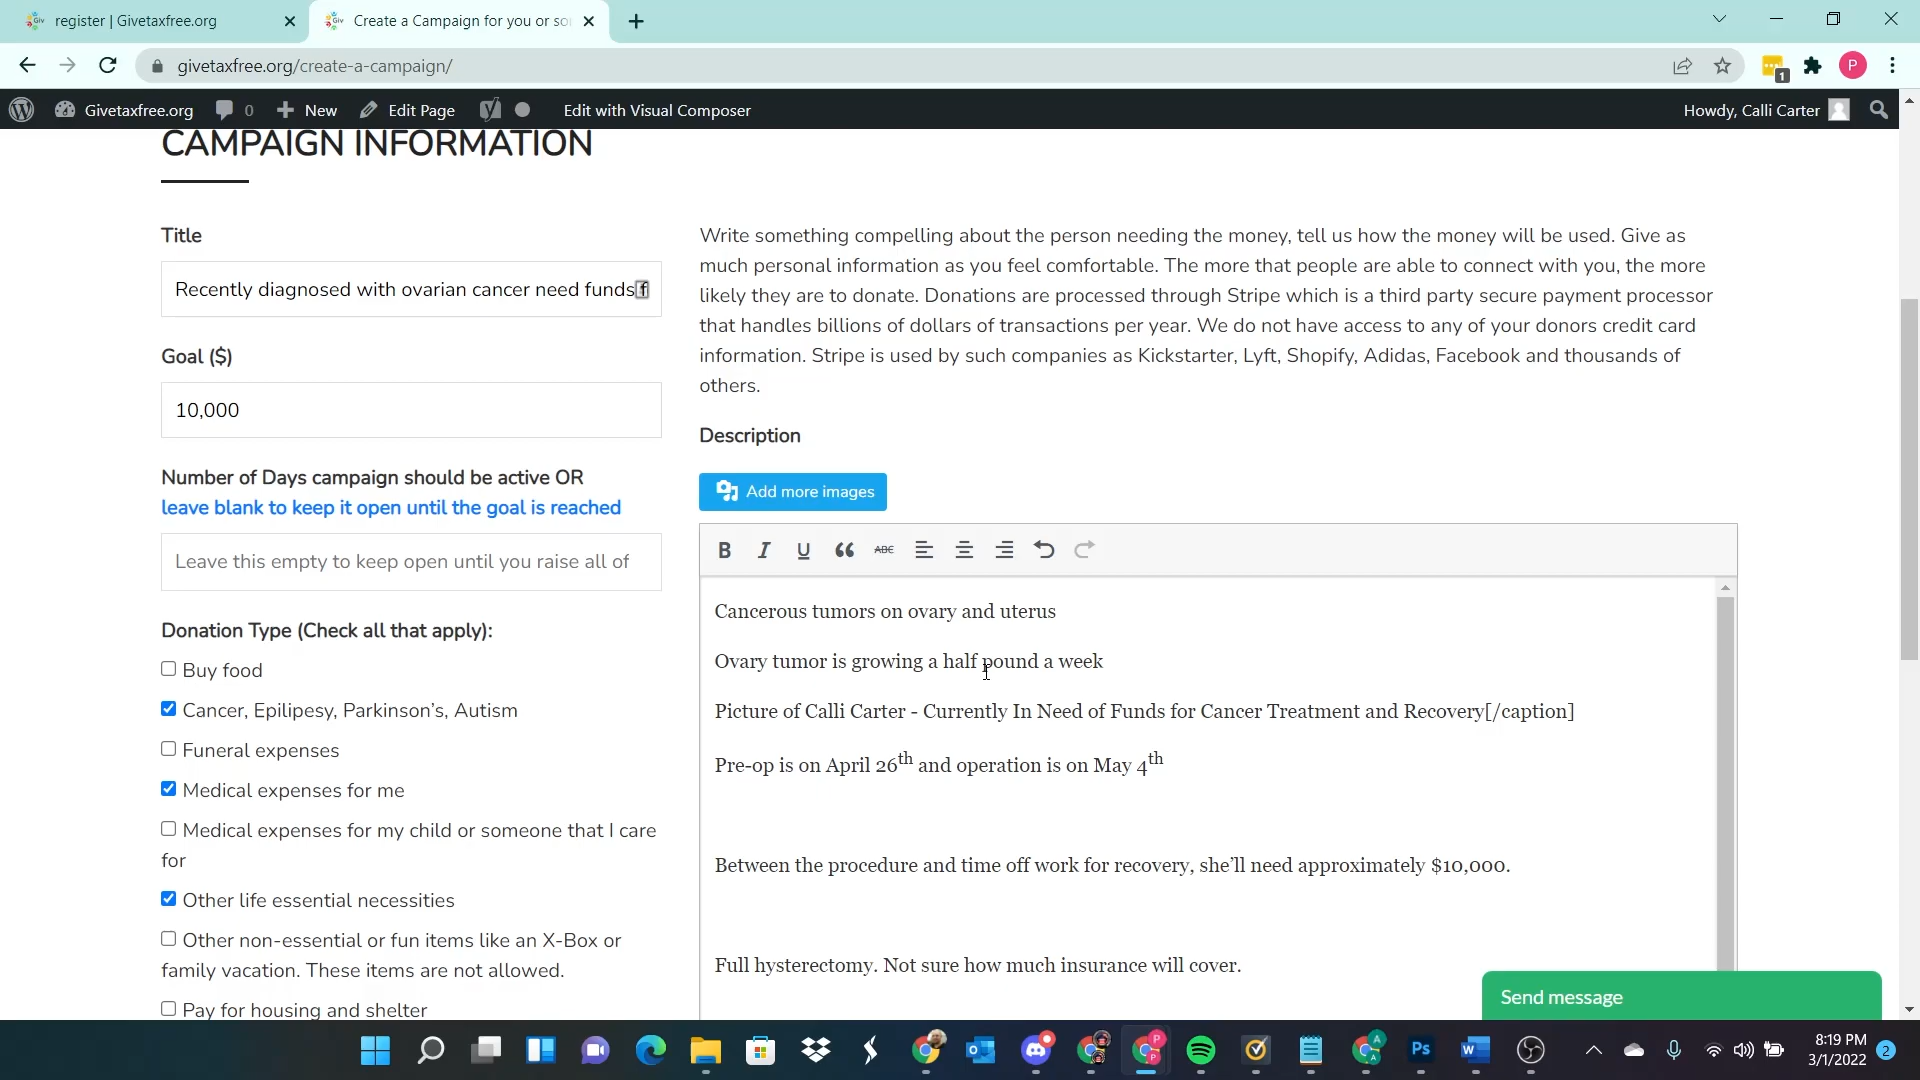 register | Givetaxfree.org
Create a Campaign for you or so
givetaxfree.org/create-a-campaign/
1
P
Givetaxfree.org
0
New
Edit Page
Edit with Visual Composer
Howdy, Calli Carter
CAMPAIGN INFORMATION
Title
Recently diagnosed with ovarian cancer need funds f
Goal ($)
10,000
Number of Days campaign should be active OR
leave blank to keep it open until the goal is reached
Leave this empty to keep open until you raise all of
Donation Type (Check all that apply):
Buy food
Cancer, Epilipesy, Parkinson’s, Autism
Funeral expenses
Medical expenses for me
Medical expenses for my child or someone that I care
for
Other life essential necessities
Other non-essential or fun items like an X-Box or
family vacation. These items are not allowed.
Pay for housing and shelter
Write something compelling about the person needing the money, tell us how the money will be used. Give as
much personal information as you feel comfortable. The more that people are able to connect with you, the more
likely they are to donate. Donations are processed through Stripe which is a third party secure payment processor
that handles billions of dollars of transactions per year. We do not have access to any of your donors credit card
information. Stripe is used by such companies as Kickstarter, Lyft, Shopify, Adidas, Facebook and thousands of
others.
Description
Add more images
B I U ABC
Cancerous tumors on ovary and uterus
Ovary tumor is growing a half pound a week
Picture of Calli Carter - Currently In Need of Funds for Cancer Treatment and Recovery[/caption]
Pre-op is on April 26th and operation is on May 4th
Between the procedure and time off work for recovery, she’ll need approximately $10,000.
Full hysterectomy. Not sure how much insurance will cover.
Send message
8:19 PM
3/1/2022
2